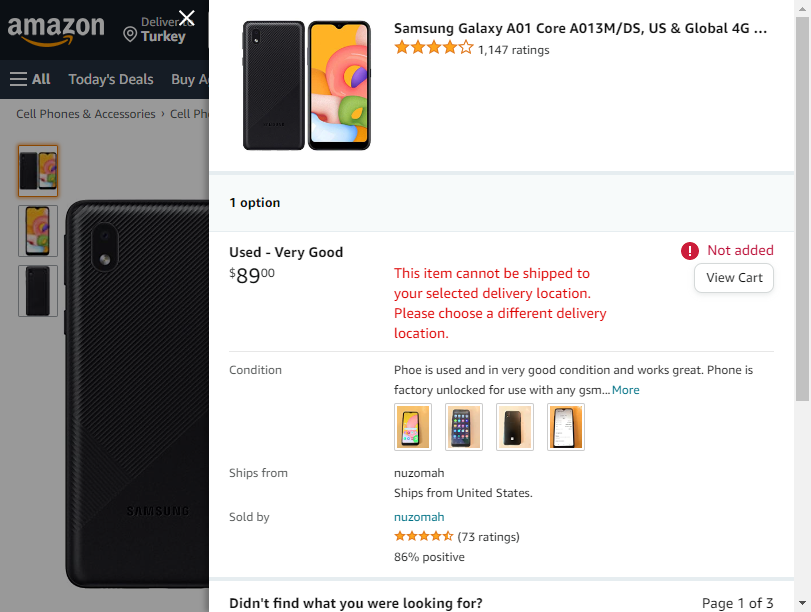 amazon
Deliver to
Turkey
All
Today's Deals
Buy A
Cell Phones & Accessories › Cell Pho
SAMSUNG
Samsung Galaxy A01 Core A013M/DS, US & Global 4G ...
1,147 ratings
1 option
Used - Very Good
$8900
Not added
View Cart
This item cannot be shipped to
your selected delivery location.
Please choose a different delivery
location.
Condition
Phoe is used and in very good condition and works great. Phone is
factory unlocked for use with any gsm... More
Ships from
nuzomah
Ships from United States.
Sold by
nuzomah
(73 ratings)
86% positive
Didn't find what you were looking for?
Page 1 of 3